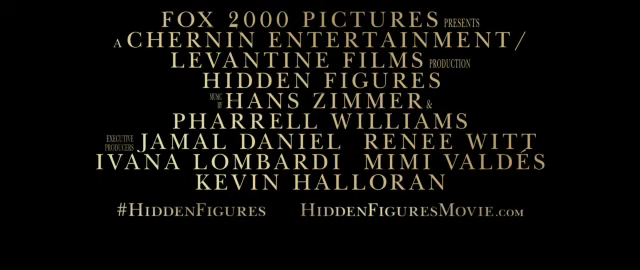 FOX 2000 PICTURES PRESENTS
A CHERNIN ENTERTAINMENT/
LEVANTINE FILMS PRODUCTION
HIDDEN FIGURES
MUSIC BY HANS ZIMMER &
PHARRELL WILLIAMS
EXECUTIVE PRODUCERS JAMAL DANIEL RENEE WITT
IVANA LOMBARDI MIMI VALDÉS
KEVIN HALLORAN
#HIDDENFIGURES HIDDENFIGURESMOVIE.COM